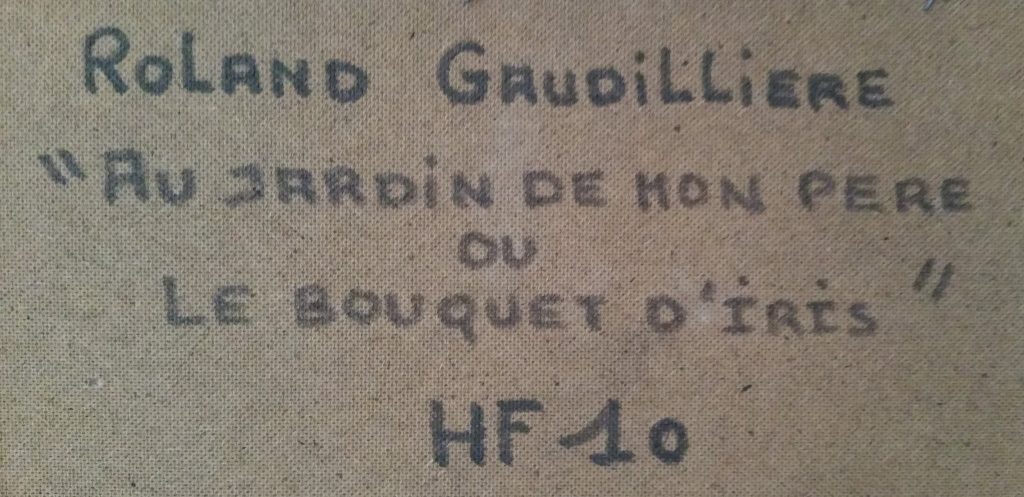 RoLAND GAUDiLLiERE
"AU JARDiN DE MON PERE
OU
LE BOUQUET D'iRiS"
HF 10